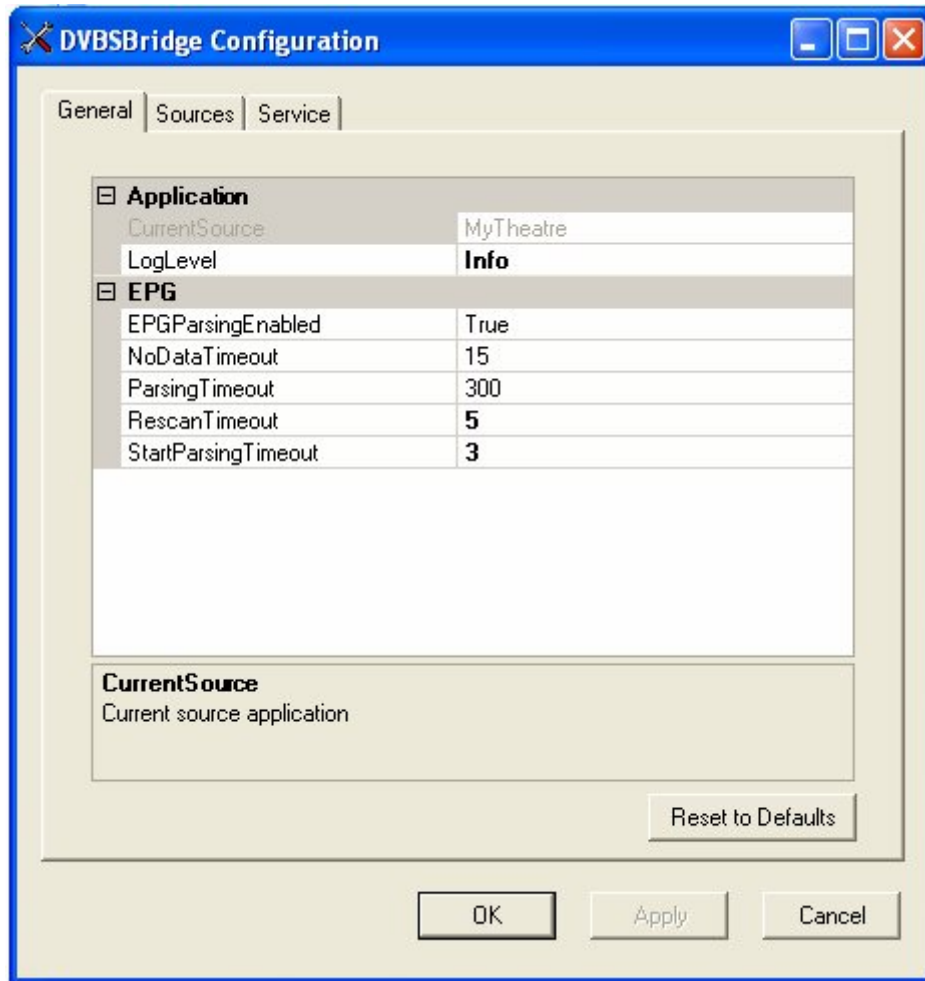 DVBSBridge Configuration
General Sources Service
Application
CurrentSource MyTheatre
LogLevel Info
EPG
EPGParsingEnabled True
NoDataTimeout 15
ParsingTimeout 300
RescanTimeout 5
StartParsingTimeout 3
CurrentSource
Current source application
Reset to Defaults
OK Apply Cancel